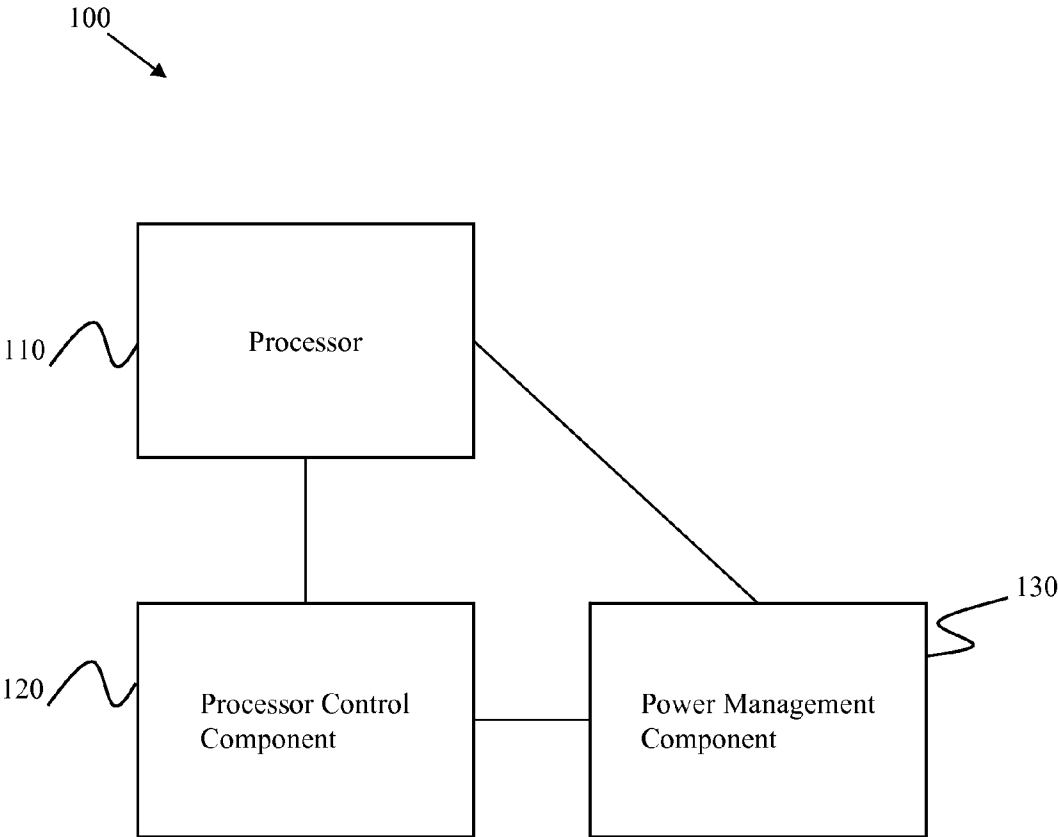 100
110
Processor
130
120
Processor Control
Component
Power Management
Component